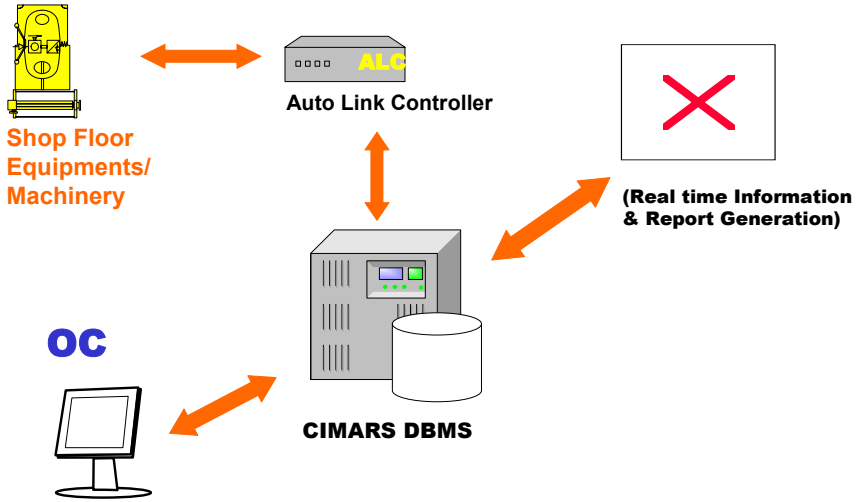 ALC
Auto Link Controller
Shop Floor
Equipments/
Machinery
(Real time Information
& Report Generation)
OC
CIMARS DBMS